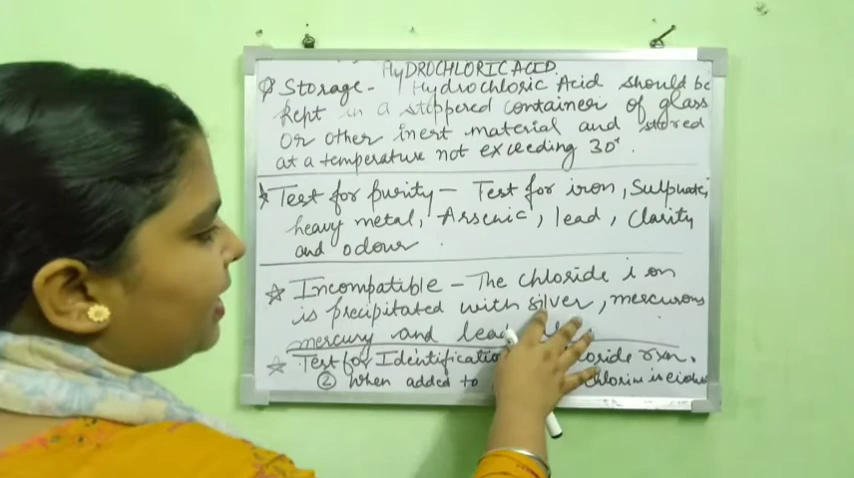 HyDROCHLORIC ACID.
Storage - Hydrochloric Acid should be
kept in a stoppered container of glass
or other inert material and stored
at a temperature not exceeding 30°.
Test for purity - Test for iron, Sulphate,
heavy metal, Arsenic, lead, Clarity
and odour
Incompatible - The chloride ion
is precipitated with silver, mercurous
mercury and lead
Test for Identification rxn.
② When added to chlorine is